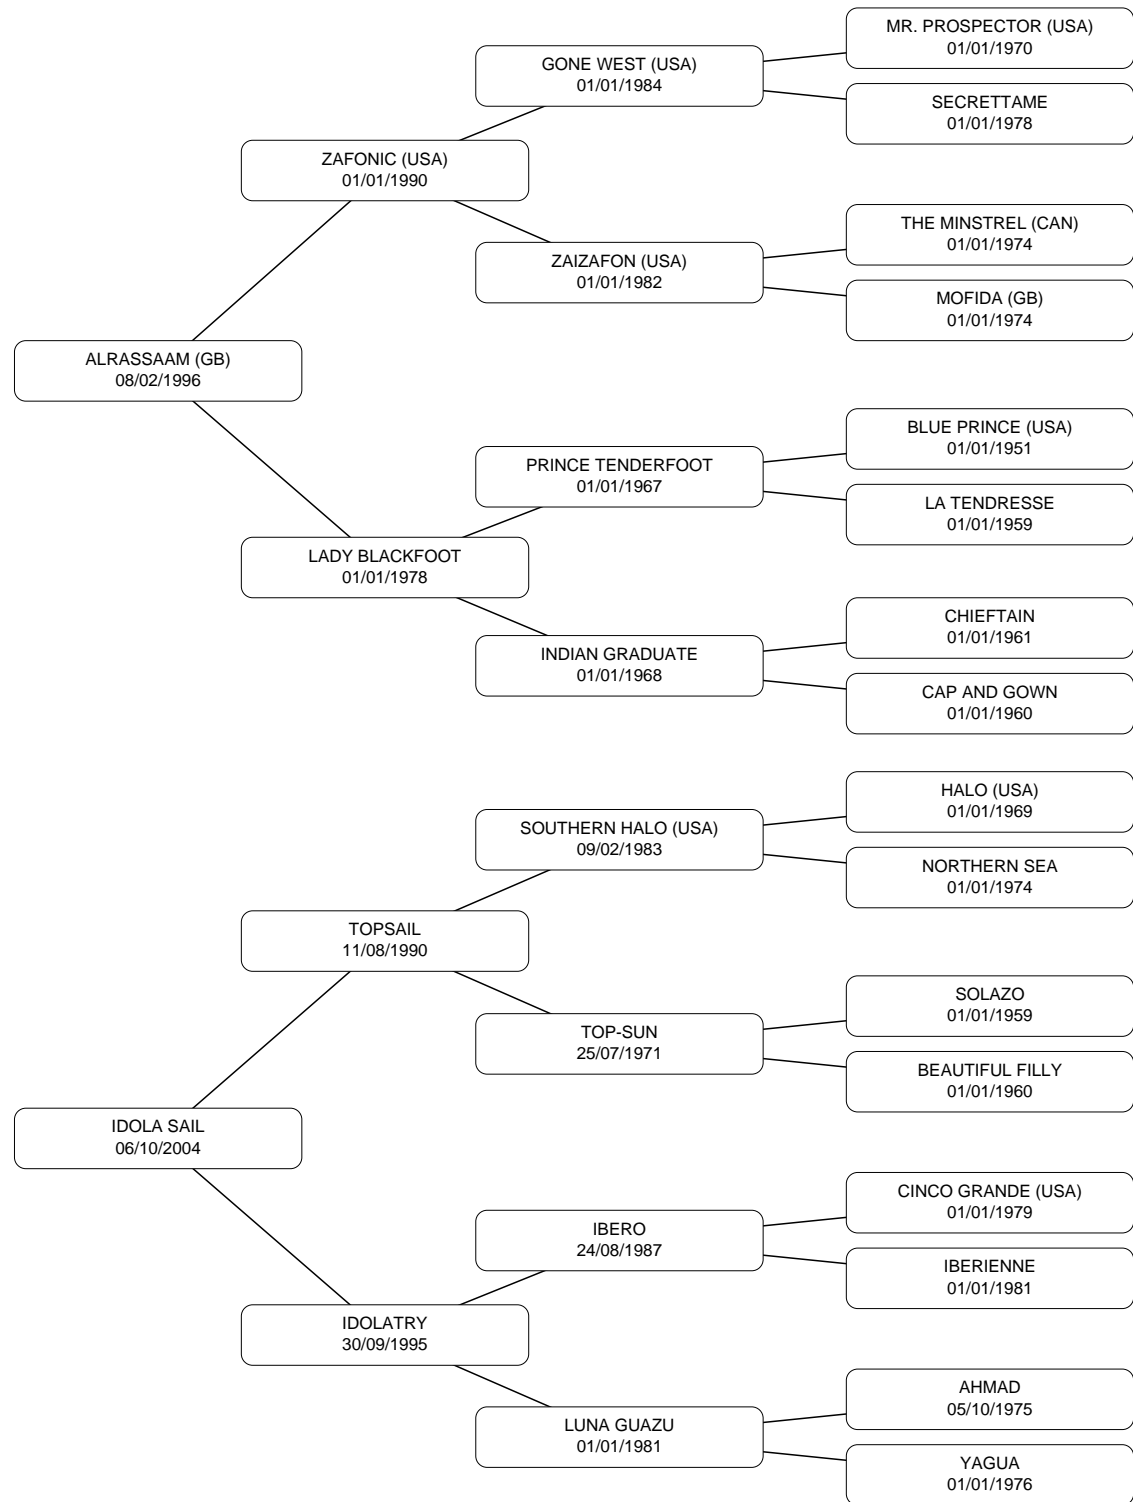 MR. PROSPECTOR (USA)
01/01/1970
GONE WEST (USA)
01/01/1984
SECRETTAME
01/01/1978
ZAFONIC (USA)
01/01/1990
THE MINSTREL (CAN)
01/01/1974
ZAIZAFON (USA)
01/01/1982
MOFIDA (GB)
01/01/1974
ALRASSAAM (GB)
08/02/1996
BLUE PRINCE (USA)
01/01/1951
PRINCE TENDERFOOT
01/01/1967
LA TENDRESSE
01/01/1959
LADY BLACKFOOT
01/01/1978
CHIEFTAIN
01/01/1961
INDIAN GRADUATE
01/01/1968
CAP AND GOWN
01/01/1960
HALO (USA)
01/01/1969
SOUTHERN HALO (USA)
09/02/1983
NORTHERN SEA
01/01/1974
TOPSAIL
11/08/1990
SOLAZO
01/01/1959
TOP-SUN
25/07/1971
BEAUTIFUL FILLY
01/01/1960
IDOLA SAIL
06/10/2004
CINCO GRANDE (USA)
01/01/1979
IBERO
24/08/1987
IBERIENNE
01/01/1981
IDOLATRY
30/09/1995
AHMAD
05/10/1975
LUNA GUAZU
01/01/1981
YAGUA
01/01/1976